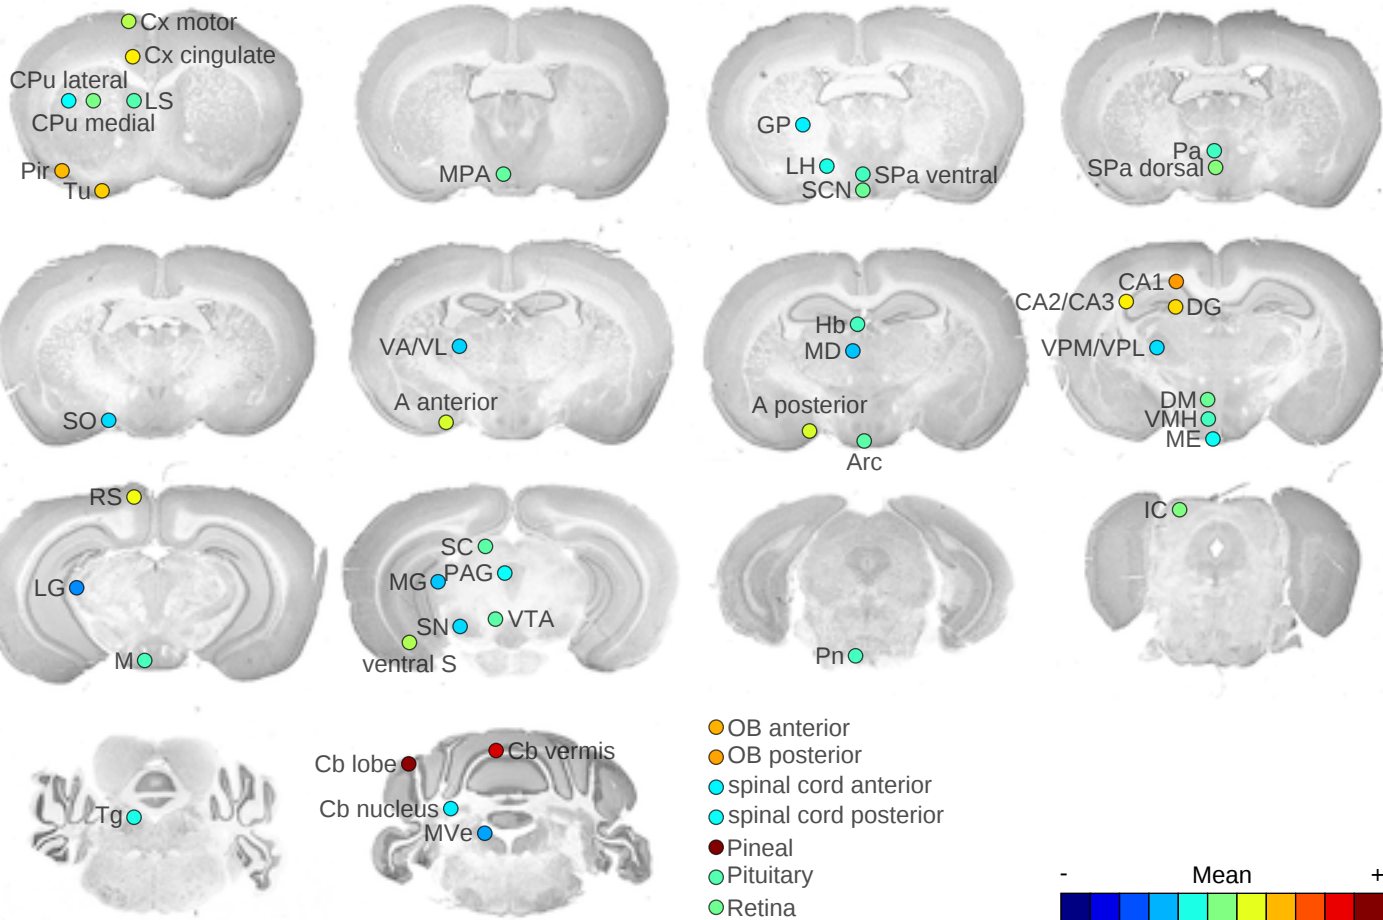 Cx motor
Cx cingulate
CPu lateral
LS
CPu medial
Pir
Tu
MPA
GP
LH
SPa ventral
SCN
Pa
SPa dorsal
SO
VA/VL
A anterior
Hb
MD
A posterior
Arc
CA1
CA2/CA3
DG
VPM/VPL
DM
VMH
ME
RS
LG
M
SC
MG
PAG
SN
VTA
ventral S
Pn
IC
Tg
Cb lobe
Cb vermis
Cb nucleus
MVe
OB anterior
OB posterior
spinal cord anterior
spinal cord posterior
Pineal
Pituitary
Retina
- Mean +